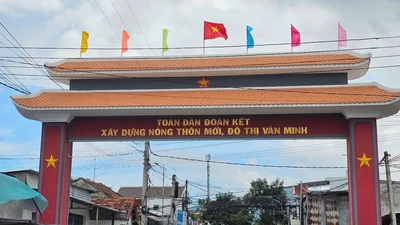 TOÀN DÂN ĐOÀN KẾT
XÂY DỰNG NÔNG THÔN MỚI, ĐÔ THỊ VĂN MINH